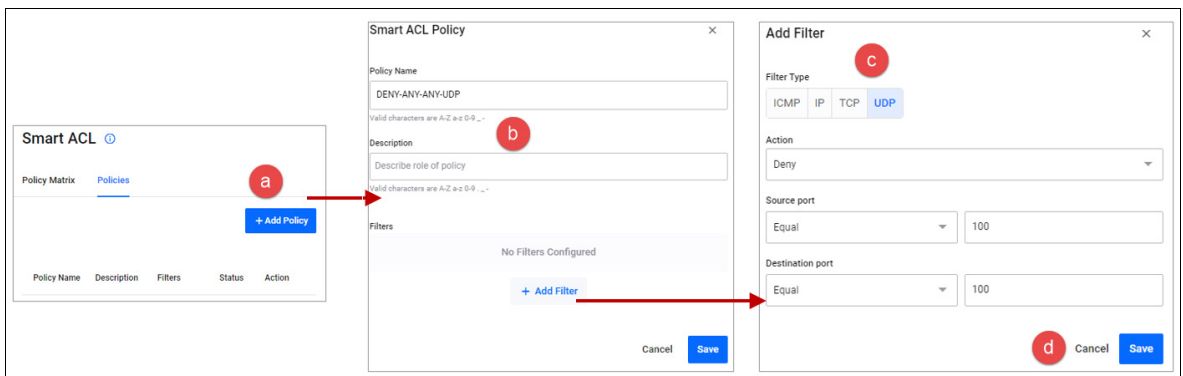 Smart ACL
Policy Matrix Policies
a
+ Add Policy
Policy Name Description Filters Status Action
Smart ACL Policy ×
Policy Name
DENY-ANY-ANY-UDP
Valid characters are A-Z a-z 0-9 _ -
b
Description
Describe role of policy
Valid characters are A-Z a-z 0-9 . _ -
Filters
No Filters Configured
+ Add Filter
Cancel Save
Add Filter ×
c
Filter Type
ICMP IP TCP UDP
Action
Deny
Source port
Equal 100
Destination port
Equal 100
d Cancel Save